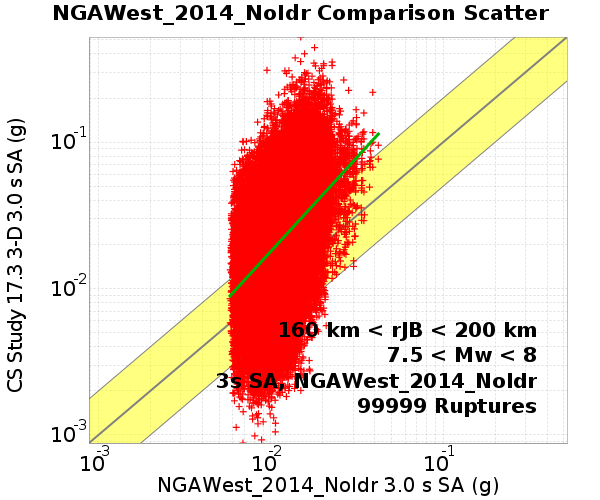 NGAWest_2014_NoIdr Comparison Scatter
CS Study 17.3 3-D 3.0 s SA (g)
10-1
10-2
10-3
160 km < rJB < 200 km
7.5 < Mw < 8
3s SA, NGAWest_2014_NoIdr
99999 Ruptures
10-3 10-2 10-1
NGAWest_2014_NoIdr 3.0 s SA (g)